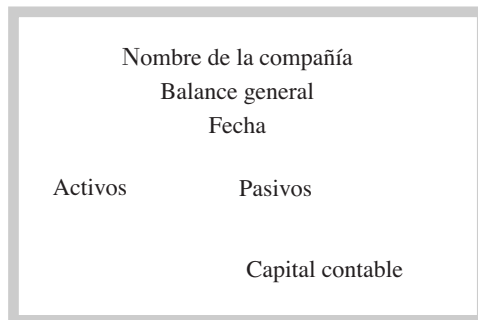 Nombre de la compañía
Balance general
Fecha
Activos Pasivos
Capital contable